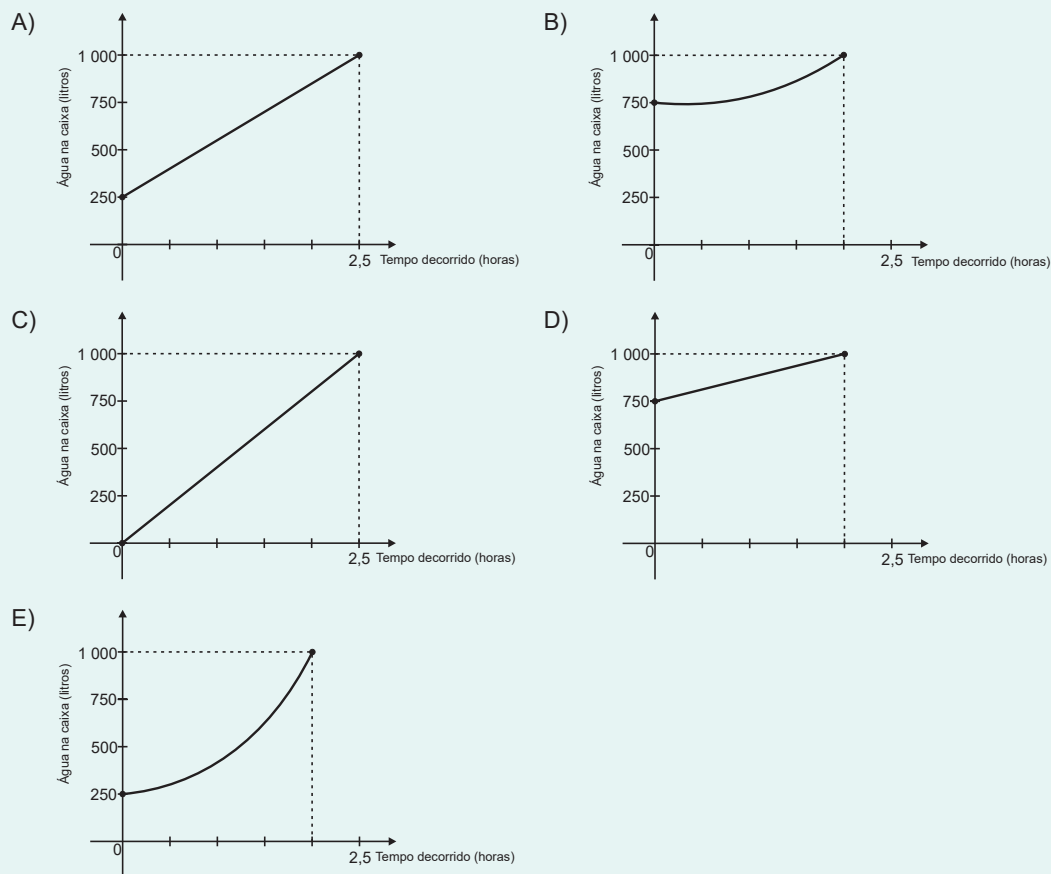 A)
Água na caixa (litros)
1 000
750
500
250
0
2,5
Tempo decorrido (horas)
B)
Água na caixa (litros)
1 000
750
500
250
0
2,5
Tempo decorrido (horas)
C)
Água na caixa (litros)
1 000
750
500
250
0
2,5
Tempo decorrido (horas)
D)
Água na caixa (litros)
1 000
750
500
250
0
2,5
Tempo decorrido (horas)
E)
Água na caixa (litros)
1 000
750
500
250
0
2,5
Tempo decorrido (horas)